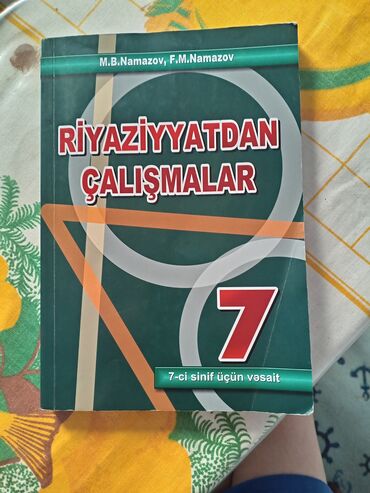 M.B.Namazov, F.M.Namazov
RİYAZİYYATDAN
ÇALIŞMALAR
7
7-ci sinif üçün vəsait